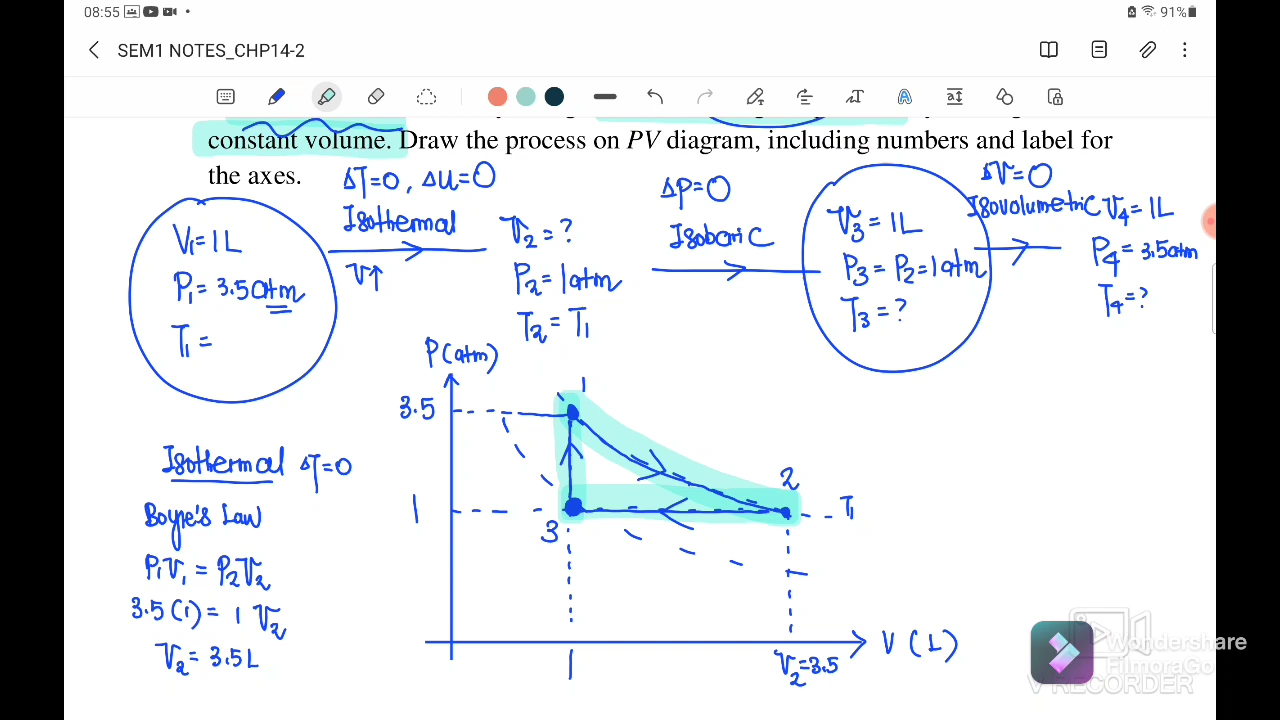 08:55
91%
SEM1 NOTES_CHP14-2
constant volume. Draw the process on PV diagram, including numbers and label for
the axes.
ΔT=0, ΔU=0
Isothermal
V↑
V₁=1L
P₁=3.5atm
T₁=
V₂=?
P₂=1atm
T₂=T₁
ΔP=0
Isobaric
V₃=1L
P₃=P₂=1atm
T₃=?
ΔV=0
Isovolumetric
V₄=1L
P₄=3.5atm
T₄=?
P(atm)
3.5
1
1
2
3
T₁
1
V₂=3.5
V(L)
Isothermal ΔT=0
Boyle's Law
P₁V₁=P₂V₂
3.5(1)=1V₂
V₂=3.5L
Wondershare
FilmoraGo
V RECORDER